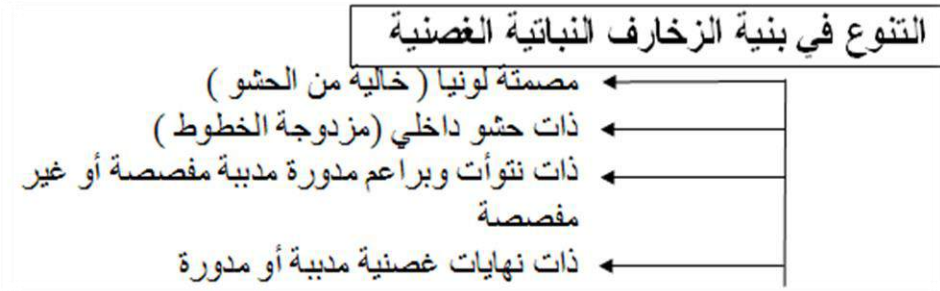 التنوع في بنية الزخارف النباتية الغصنية
مصمتة لونيا ( خالية من الحشو )
ذات حشو داخلي (مزدوجة الخطوط )
ذات نتوأت وبراعم مدورة مدببة مفصصة أو غير
مفصصة
ذات نهايات غصنية مدببة أو مدورة